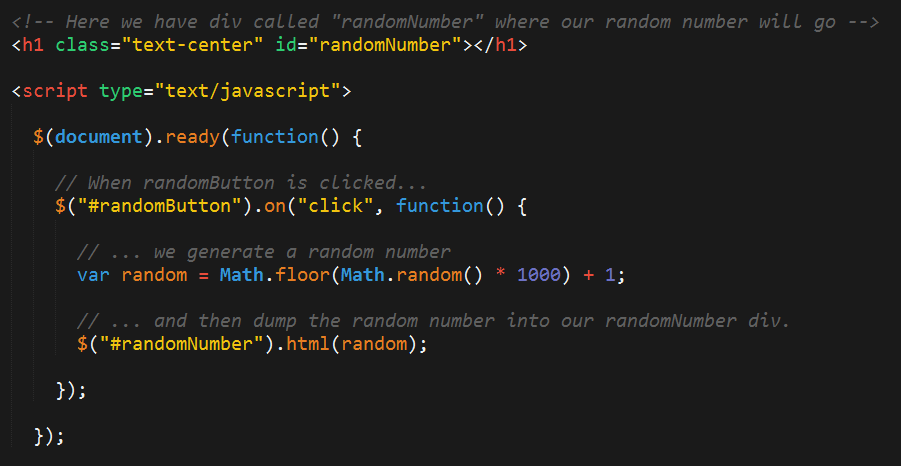 <!-- Here we have div called "randomNumber" where our random number will go -->
<h1 class="text-center" id="randomNumber"></h1>
<script type="text/javascript">
$(document).ready(function() {
// When randomButton is clicked...
$("#randomButton").on("click", function() {
// ... we generate a random number
var random = Math.floor(Math.random() * 1000) + 1;
// ... and then dump the random number into our randomNumber div.
$("#randomNumber").html(random);
});
});